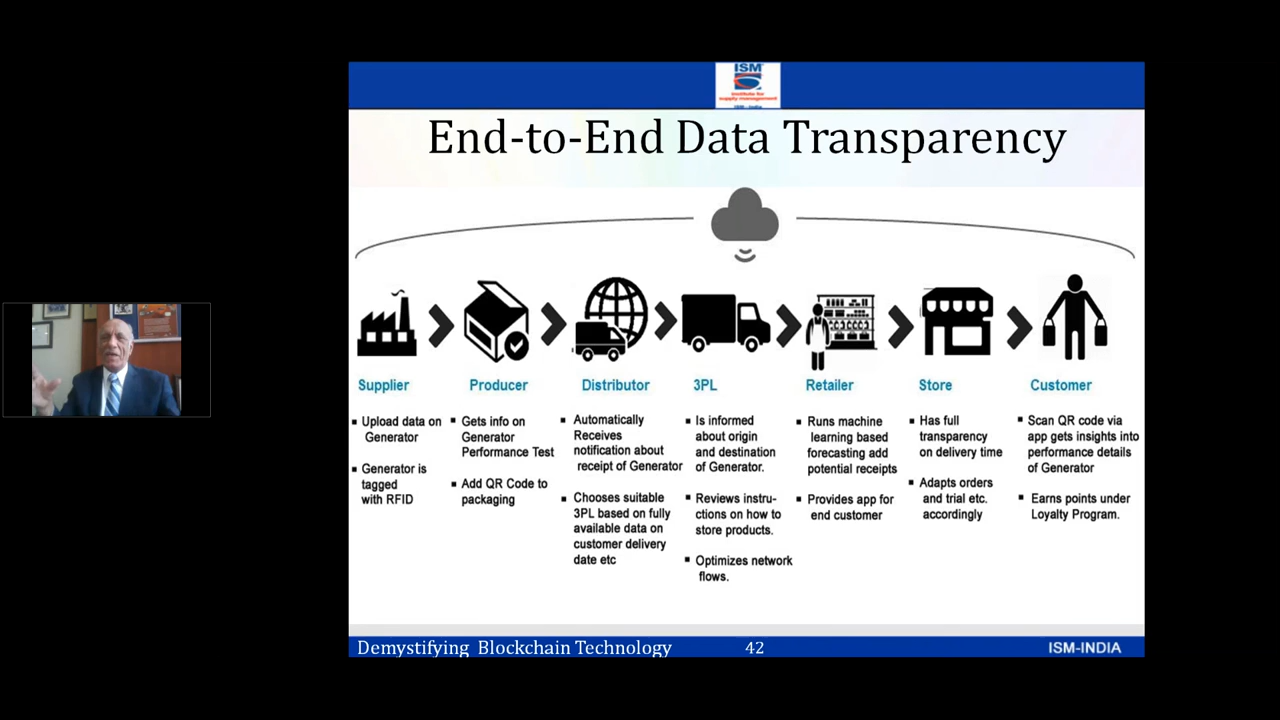 ISM
institute for
supply management
ISM-India
End-to-End Data Transparency
Supplier
▪ Upload data on
Generator
▪ Generator is
tagged
with RFID
Producer
▪ Gets info on
Generator
Performance Test
▪ Add QR Code to
packaging
Distributor
▪ Automatically
Receives
notification about
receipt of Generator
▪ Chooses suitable
3PL based on fully
available data on
customer delivery
date etc
3PL
▪ Is informed
about origin
and destination
of Generator.
▪ Reviews instru-
ctions on how to
store products.
▪ Optimizes network
flows.
Retailer
▪ Runs machine
learning based
forecasting add
potential receipts
▪ Provides app for
end customer
Store
▪ Has full
transparency
on delivery time
▪ Adapts orders
and trial etc.
accordingly
Customer
▪ Scan QR code via
app gets insights into
performance details
of Generator
▪ Earns points under
Loyalty Program.
Demystifying Blockchain Technology
42
ISM-INDIA